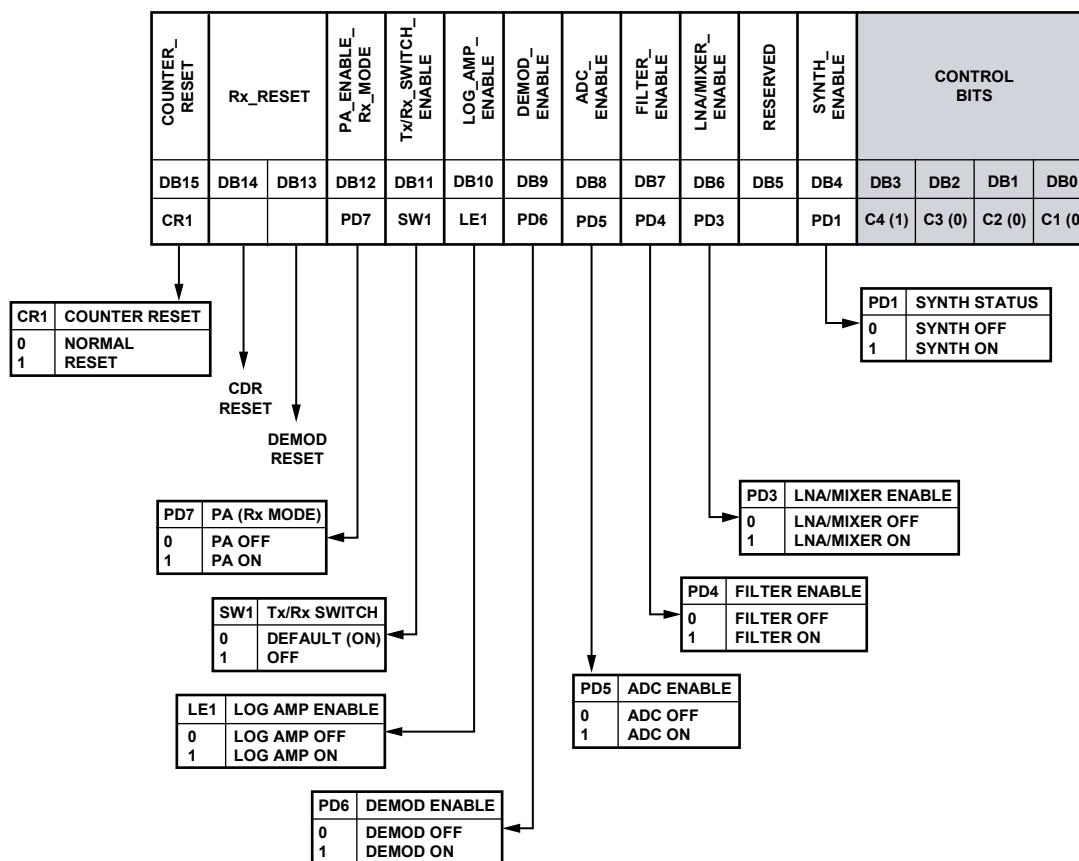 COUNTER_
RESET
Rx_RESET
PA_ENABLE_
Rx_MODE
Tx/Rx_SWITCH_
ENABLE
LOG_AMP_
ENABLE
DEMOD_
ENABLE
ADC_
ENABLE
FILTER_
ENABLE
LNA/MIXER_
ENABLE
RESERVED
SYNTH_
ENABLE
CONTROL
BITS
DB15 DB14 DB13 DB12 DB11 DB10 DB9 DB8 DB7 DB6 DB5 DB4 DB3 DB2 DB1 DB0
CR1 PD7 SW1 LE1 PD6 PD5 PD4 PD3 PD1 C4 (1) C3 (0) C2 (0) C1 (0
PD1 SYNTH STATUS
0 SYNTH OFF
1 SYNTH ON
CR1 COUNTER RESET
0 NORMAL
1 RESET
CDR
RESET
DEMOD
RESET
PD3 LNA/MIXER ENABLE
0 LNA/MIXER OFF
1 LNA/MIXER ON
PD7 PA (Rx MODE)
0 PA OFF
1 PA ON
PD4 FILTER ENABLE
0 FILTER OFF
1 FILTER ON
SW1 Tx/Rx SWITCH
0 DEFAULT (ON)
1 OFF
PD5 ADC ENABLE
0 ADC OFF
1 ADC ON
LE1 LOG AMP ENABLE
0 LOG AMP OFF
1 LOG AMP ON
PD6 DEMOD ENABLE
0 DEMOD OFF
1 DEMOD ON